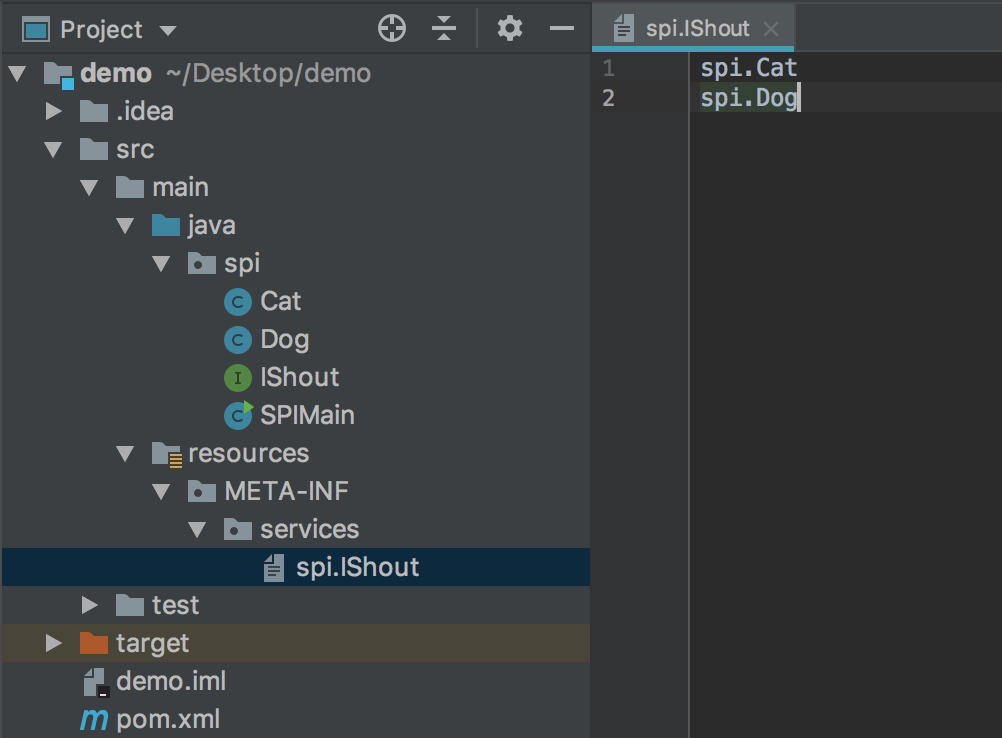 Project
demo ~/Desktop/demo
.idea
src
main
java
spi
C Cat
C Dog
I IShout
C SPIMain
resources
META-INF
services
spi.IShout
test
target
demo.iml
m pom.xml
spi.IShout
1 spi.Cat
2 spi.Dog